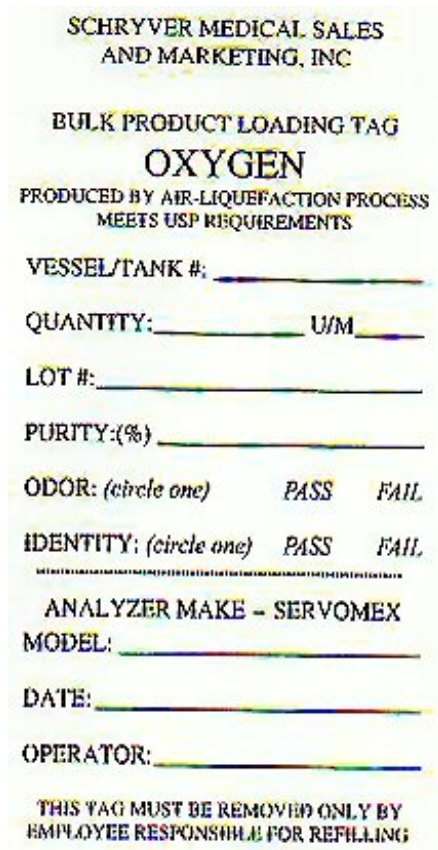 SCHRYVER MEDICAL SALES
AND MARKETING, INC
BULK PRODUCT LOADING TAG
OXYGEN
PRODUCED BY AIR-LIQUEFACTION PROCESS
MEETS USP REQUIREMENTS
VESSEL/TANK #:
QUANTITY: U/M
LOT #:
PURITY:(%)
ODOR: (circle one) PASS FAIL
IDENTITY: (circle one) PASS FAIL
ANALYZER MAKE – SERVOMEX
MODEL:
DATE:
OPERATOR:
THIS TAG MUST BE REMOVED ONLY BY
EMPLOYEE RESPONSIBLE FOR REFILLING